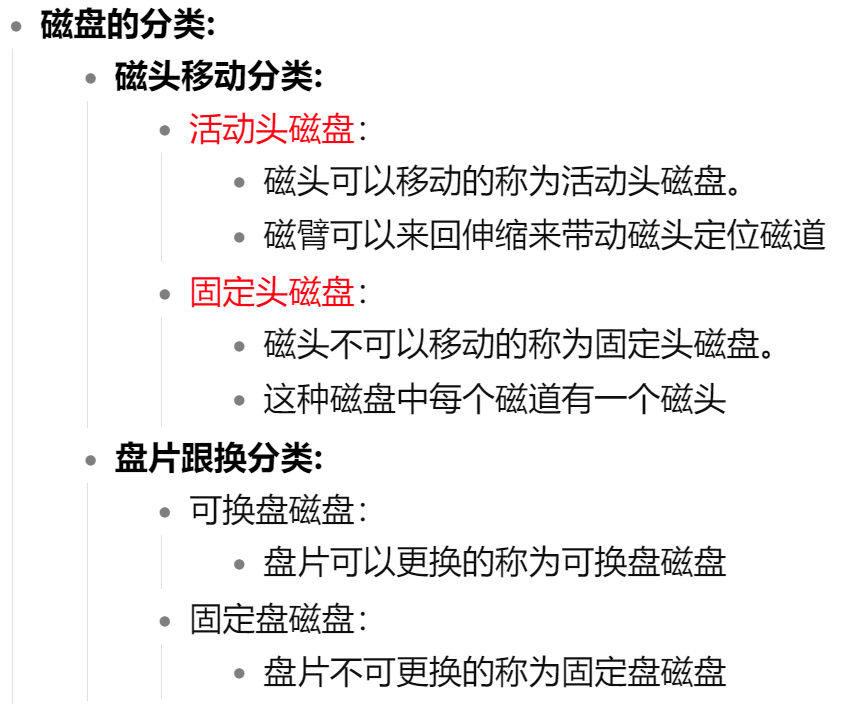 磁盘的分类:
磁头移动分类:
活动头磁盘：
磁头可以移动的称为活动头磁盘。
磁臂可以来回伸缩来带动磁头定位磁道
固定头磁盘：
磁头不可以移动的称为固定头磁盘。
这种磁盘中每个磁道有一个磁头
盘片跟换分类:
可换盘磁盘：
盘片可以更换的称为可换盘磁盘
固定盘磁盘：
盘片不可更换的称为固定盘磁盘